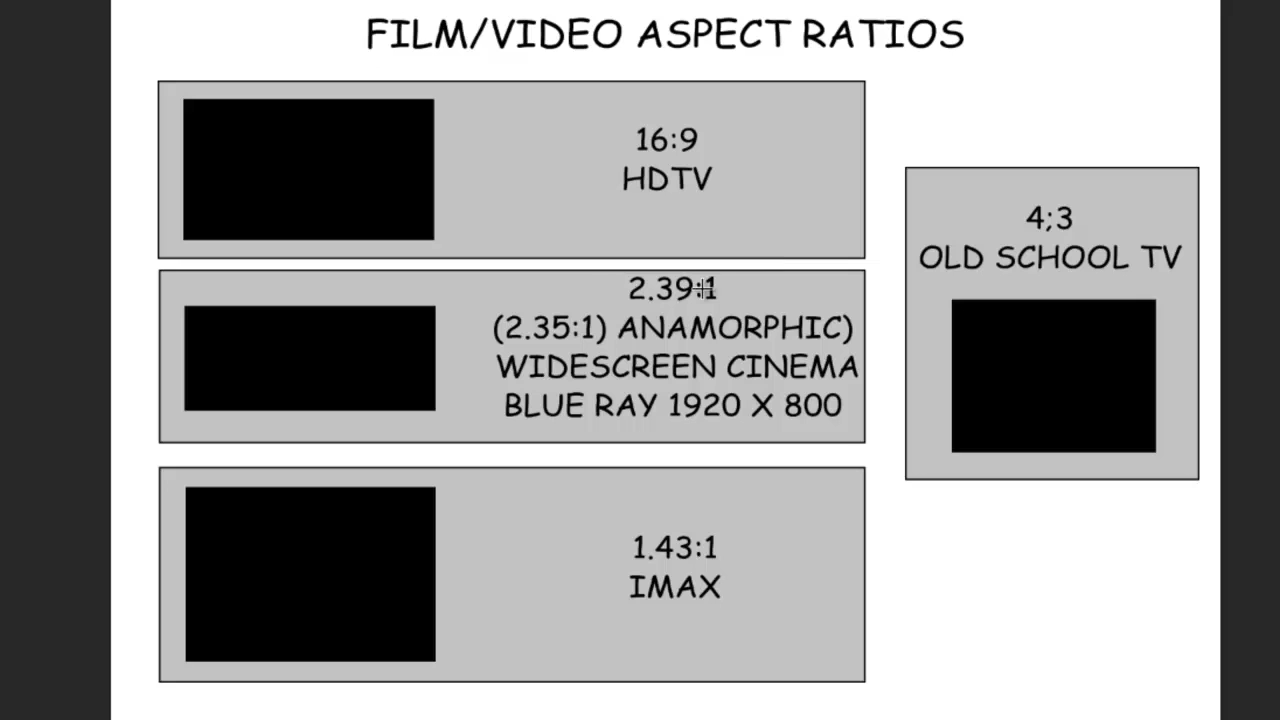 FILM/VIDEO ASPECT RATIOS
16:9
HDTV
2.39:1
(2.35:1) ANAMORPHIC)
WIDESCREEN CINEMA
BLUE RAY 1920 X 800
1.43:1
IMAX
4;3
OLD SCHOOL TV